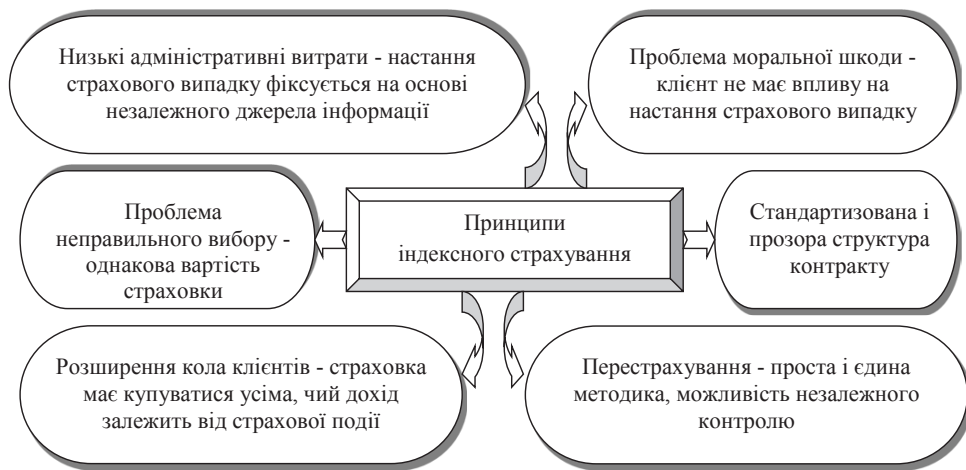 Низькі адміністративні витрати - настання
страхового випадку фіксується на основі
незалежного джерела інформації
Проблема моральної шкоди -
клієнт не має впливу на
настання страхового випадку
Проблема
неправильного вибору -
однакова вартість
страховки
Принципи
індексного страхування
Стандартизована і
прозора структура
контракту
Розширення кола клієнтів - страховка
має купуватися усіма, чий дохід
залежить від страхової події
Перестрахування - проста і єдина
методика, можливість незалежного
контролю